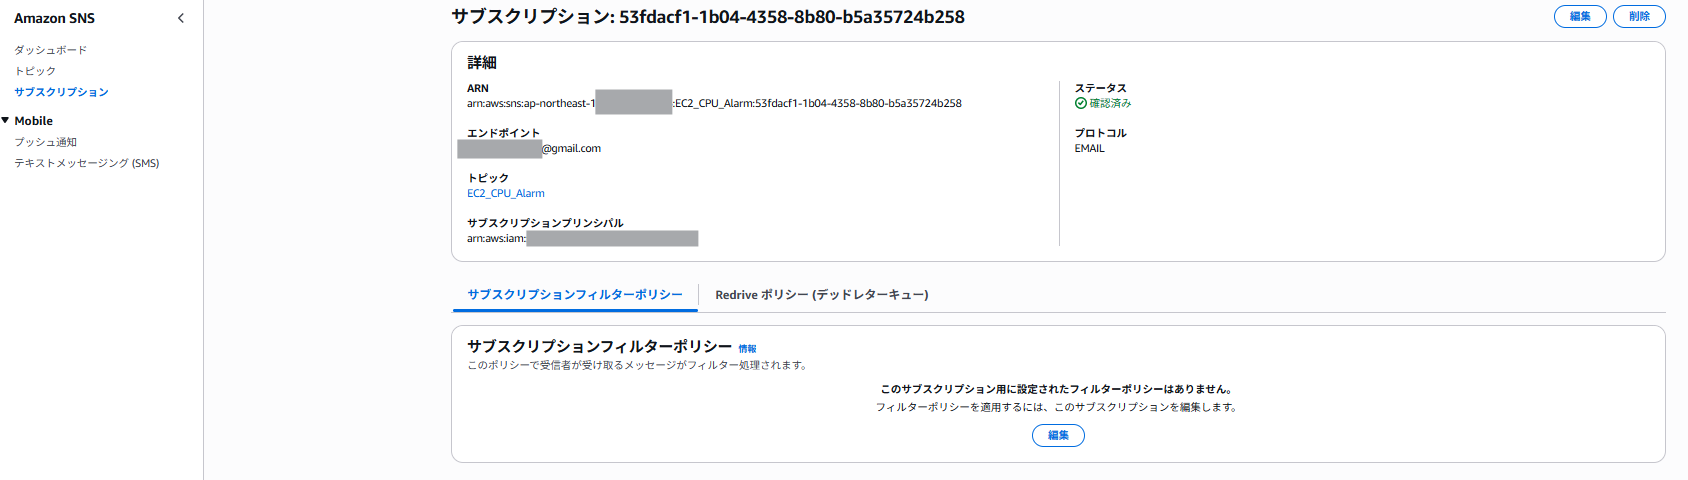 Amazon SNS
ダッシュボード
トピック
サブスクリプション
Mobile
プッシュ通知
テキストメッセージング (SMS)
サブスクリプション: 53fdacf1-1b04-4358-8b80-b5a35724b258
編集
削除
詳細
ARN
arn:aws:sns:ap-northeast-1 :EC2_CPU_Alarm:53fdacf1-1b04-4358-8b80-b5a35724b258
エンドポイント
@gmail.com
トピック
EC2_CPU_Alarm
サブスクリプションプリンシパル
arn:aws:iam:
ステータス
確認済み
プロトコル
EMAIL
サブスクリプションフィルターポリシー
Redrive ポリシー (デッドレターキュー)
サブスクリプションフィルターポリシー 情報
このポリシーで受信者が受け取るメッセージがフィルター処理されます。
このサブスクリプション用に設定されたフィルターポリシーはありません。
フィルターポリシーを適用するには、このサブスクリプションを編集します。
編集